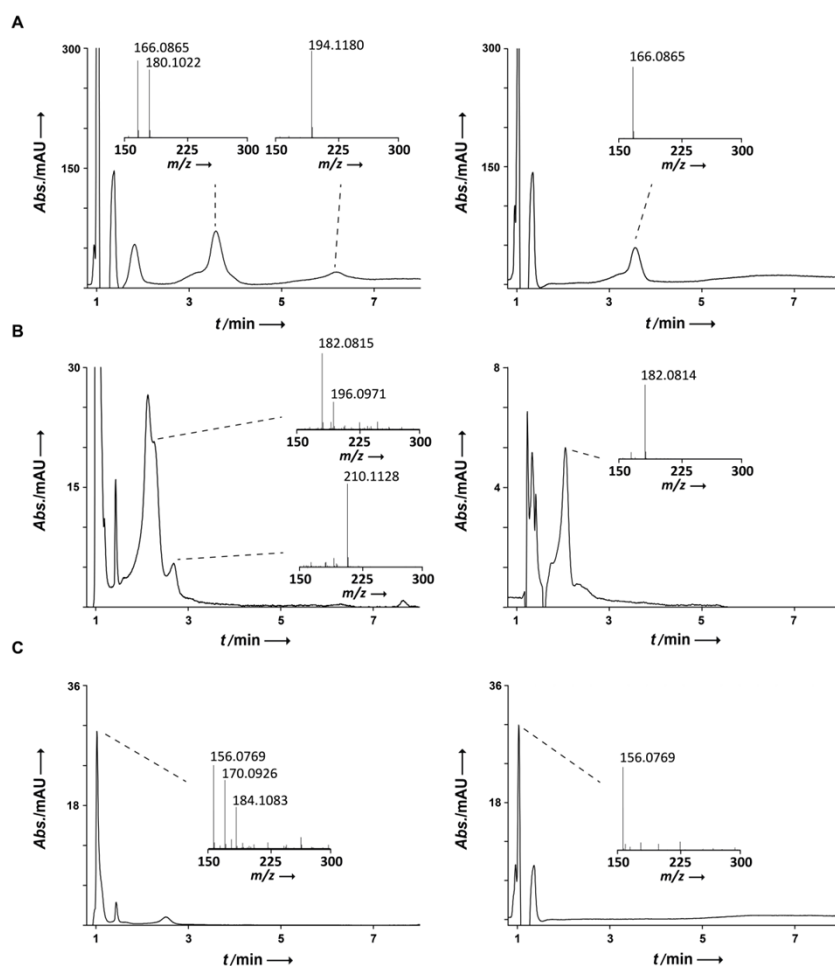 A
300
150
Abs./mAU →
1 3 5 7
t/min →
166.0865
180.1022
150 225 300
m/z →
194.1180
150 225 300
m/z →
300
150
Abs./mAU →
1 3 5 7
t/min →
166.0865
150 225 300
m/z →
B
30
15
Abs./mAU →
1 3 5 7
t/min →
182.0815
196.0971
150 225 300
m/z →
210.1128
150 225 300
m/z →
8
4
Abs./mAU →
1 3 5 7
t/min →
182.0814
150 225 300
m/z →
C
36
18
Abs./mAU →
1 3 5 7
t/min →
156.0769
170.0926
184.1083
150 225 300
m/z →
36
18
Abs./mAU →
1 3 5 7
t/min →
156.0769
150 225 300
m/z →